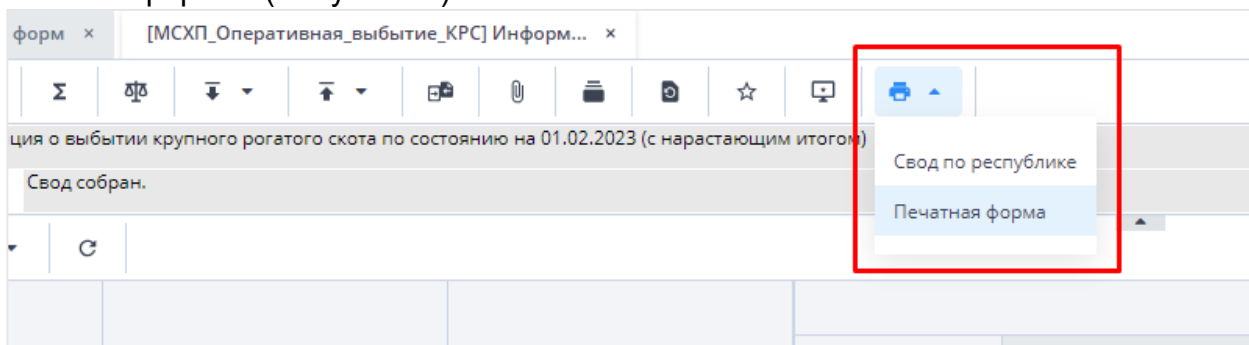 форм × [МСХП_Оперативная_выбытие_КРС] Информ... ×
ция о выбытии крупного рогатого скота по состоянию на 01.02.2023 (с нарастающим итогом)
Свод собран.
Свод по республике
Печатная форма